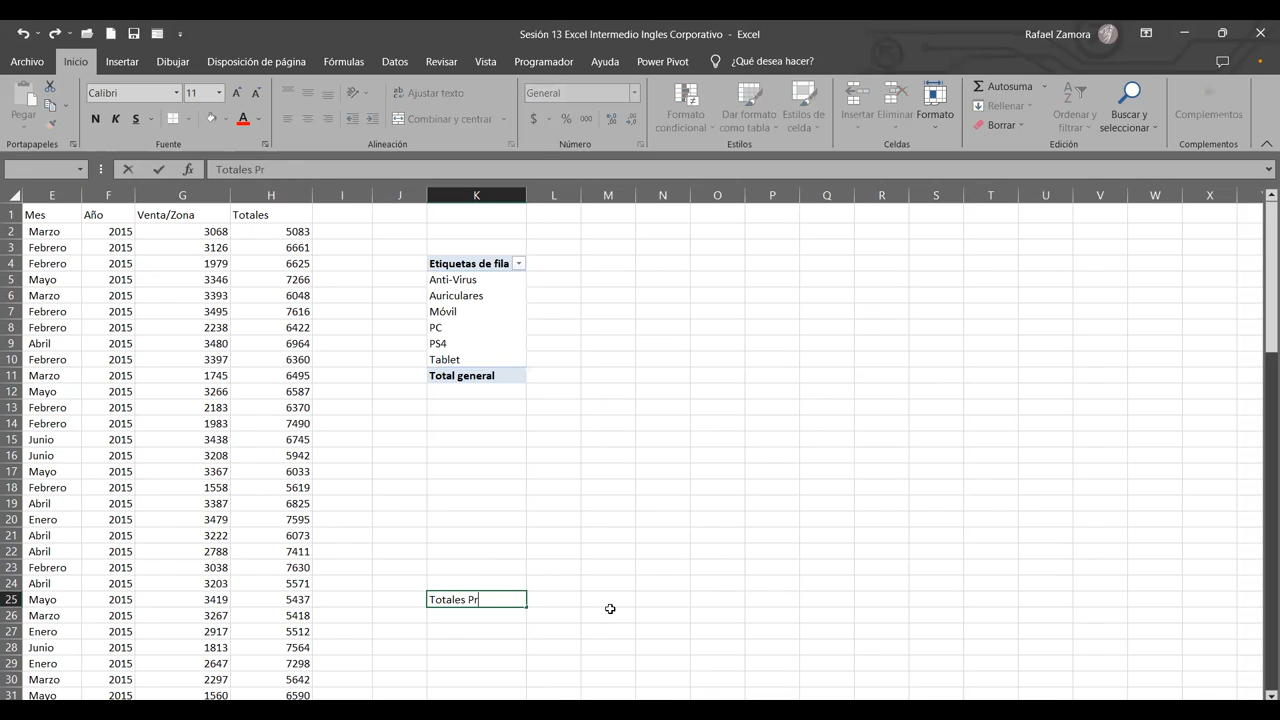 Sesión 13 Excel Intermedio Ingles Corporativo - Excel
Rafael Zamora
Archivo Inicio Insertar Dibujar Disposición de página Fórmulas Datos Revisar Vista Programador Ayuda Power Pivot ¿Qué desea hacer?
Pegar
Calibri 11
N K S
A
Ajustar texto
Combinar y centrar
General
$ % 000
Formato condicional
Dar formato como tabla
Estilos de celda
Insertar Eliminar Formato
Autosuma
Rellenar
Borrar
Ordenar y filtrar
Buscar y seleccionar
Complementos
Portapapeles Fuente Alineación Número Estilos Celdas Edición Complementos
fx Totales Pr
E F G H I J K L M N O P Q R S T U V W X
1 Mes Año Venta/Zona Totales
2 Marzo 2015 3068 5083
3 Febrero 2015 3126 6661
4 Febrero 2015 1979 6625 Etiquetas de fila
5 Mayo 2015 3346 7266 Anti-Virus
6 Marzo 2015 3393 6048 Auriculares
7 Febrero 2015 3495 7616 Móvil
8 Febrero 2015 2238 6422 PC
9 Abril 2015 3480 6964 PS4
10 Febrero 2015 3397 6360 Tablet
11 Marzo 2015 1745 6495 Total general
12 Mayo 2015 3266 6587
13 Febrero 2015 2183 6370
14 Febrero 2015 1983 7490
15 Junio 2015 3438 6745
16 Junio 2015 3208 5942
17 Mayo 2015 3367 6033
18 Febrero 2015 1558 5619
19 Abril 2015 3387 6825
20 Enero 2015 3479 7595
21 Abril 2015 3222 6073
22 Abril 2015 2788 7411
23 Febrero 2015 3038 7630
24 Abril 2015 3203 5571
25 Mayo 2015 3419 5437 Totales Pr
26 Marzo 2015 3267 5418
27 Enero 2015 2917 5512
28 Junio 2015 1813 7564
29 Enero 2015 2647 7298
30 Marzo 2015 2297 5642
31 Mayo 2015 1560 6590